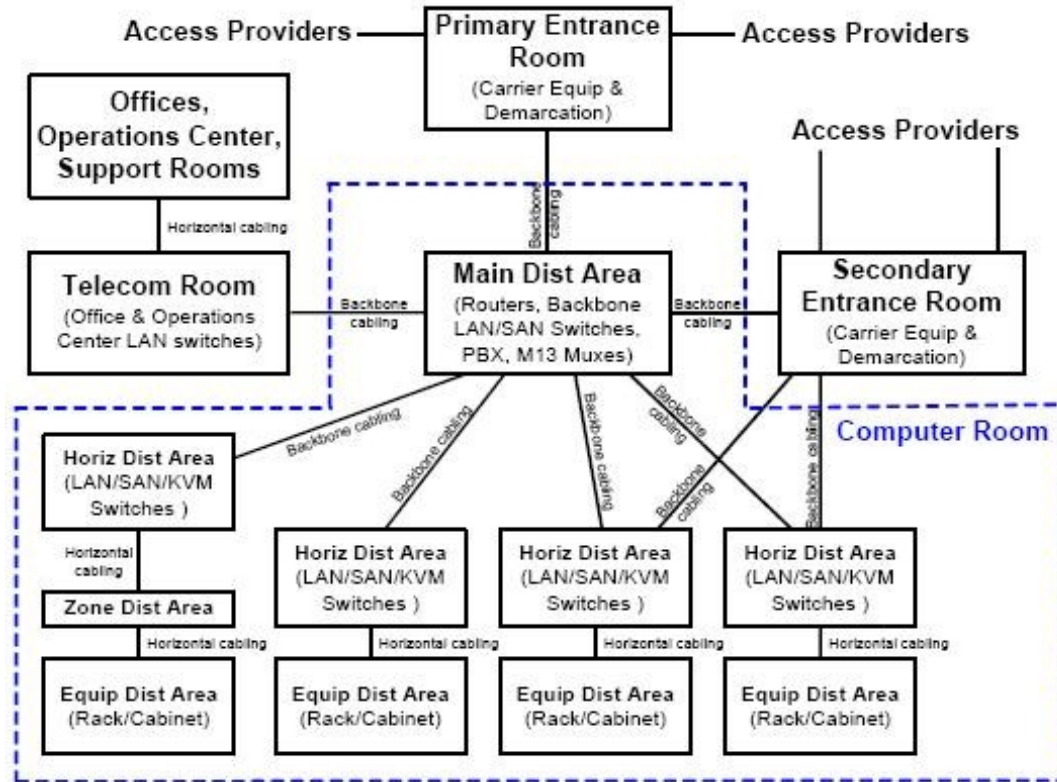 Access Providers
Primary Entrance
Room
(Carrier Equip &
Demarcation)
Access Providers
Offices,
Operations Center,
Support Rooms
Access Providers
Horizontal cabling
Backbone
cabling
Telecom Room
(Office & Operations
Center LAN switches)
Backbone
cabling
Main Dist Area
(Routers, Backbone
LAN/SAN Switches,
PBX, M13 Muxes)
Backbone
cabling
Secondary
Entrance Room
(Carrier Equip &
Demarcation)
Computer Room
Backbone cabling
Backbone cabling
Backbone
cabling
Backbone
cabling
Backbone
cabling
Backbone cabling
Horiz Dist Area
(LAN/SAN/KVM
Switches )
Horizontal
cabling
Zone Dist Area
Horizontal cabling
Equip Dist Area
(Rack/Cabinet)
Horiz Dist Area
(LAN/SAN/KVM
Switches )
Horizontal cabling
Equip Dist Area
(Rack/Cabinet)
Horiz Dist Area
(LAN/SAN/KVM
Switches )
Horizontal cabling
Equip Dist Area
(Rack/Cabinet)
Horiz Dist Area
(LAN/SAN/KVM
Switches )
Horizontal cabling
Equip Dist Area
(Rack/Cabinet)